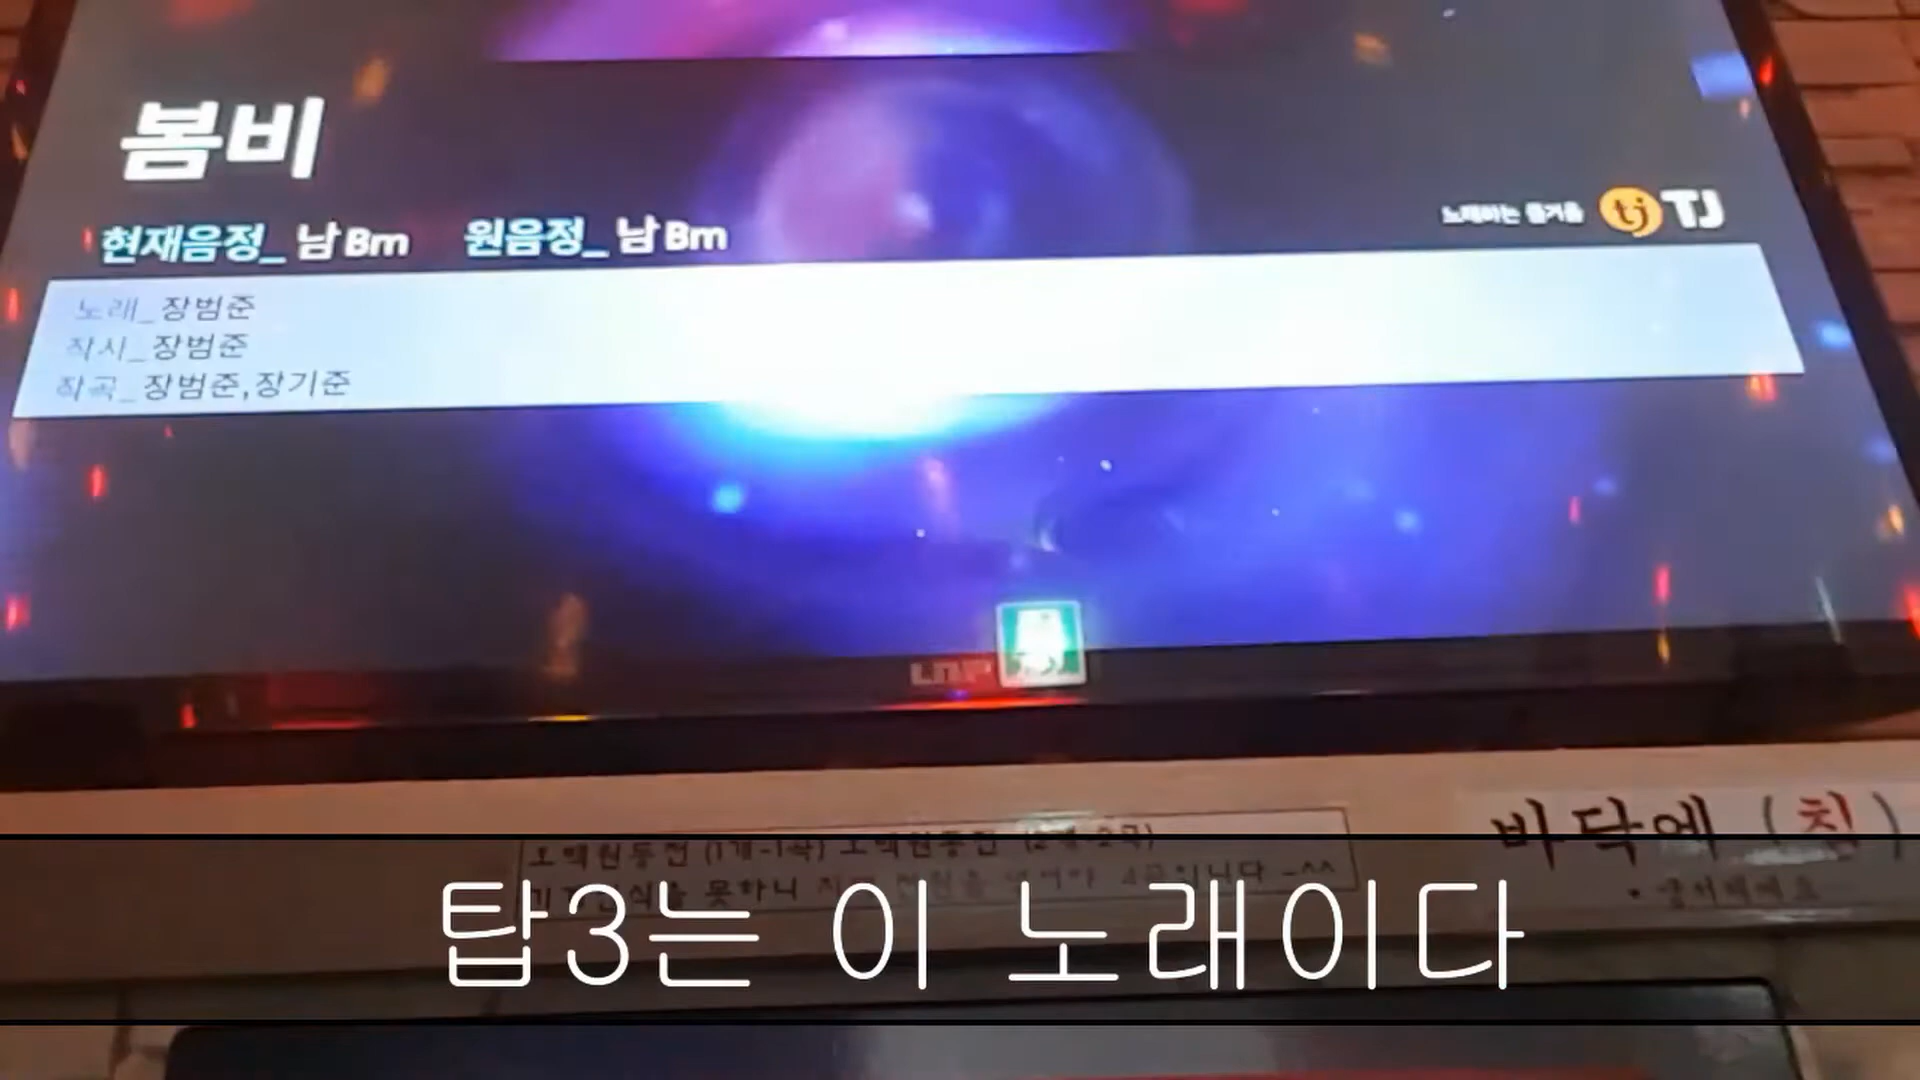 봄비
현재음정_ 남 Bm 원음정_ 남 Bm
노래하는 즐거움 tj TJ
노래_장범준
작사_장범준
작곡_장범준,장기준
바닥에 (침)
탑3는 이 노래이다